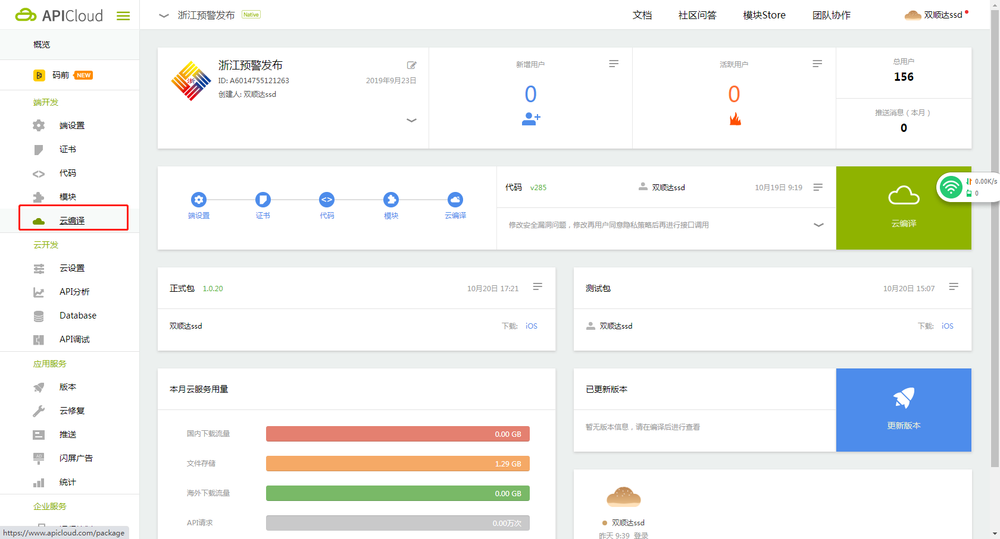 APICloud
浙江预警发布 Native
文档 社区问答 模块Store 团队协作 双顺达ssd
概览
码前 NEW
端开发
端设置
证书
代码
模块
云编译
云开发
云设置
API分析
Database
API调试
应用服务
版本
云修复
推送
AD 闪屏广告
统计
企业服务
https://www.apicloud.com/package
浙
浙江预警发布
ID: A6014755121263 2019年9月23日
创建人: 双顺达ssd
新增用户
0
活跃用户
0
总用户
156
推送消息（本月）
0
端设置 证书 代码 模块 云编译
代码 v285 双顺达ssd 10月19日 9:19
修改安全漏洞问题，修改再用户同意隐私策略后再进行接口调用
云编译
0.00K/s
0
正式包 1.0.20 10月20日 17:21
双顺达ssd 下载: iOS
测试包 10月20日 15:07
双顺达ssd 下载: iOS
本月云服务用量
国内下载流量 0.00 GB
文件存储 1.29 GB
海外下载流量 0.00 GB
API请求 0.00万次
已更新版本
暂无版本信息，请在编译后进行查看
更新版本
双顺达ssd
昨天 9:39 登录